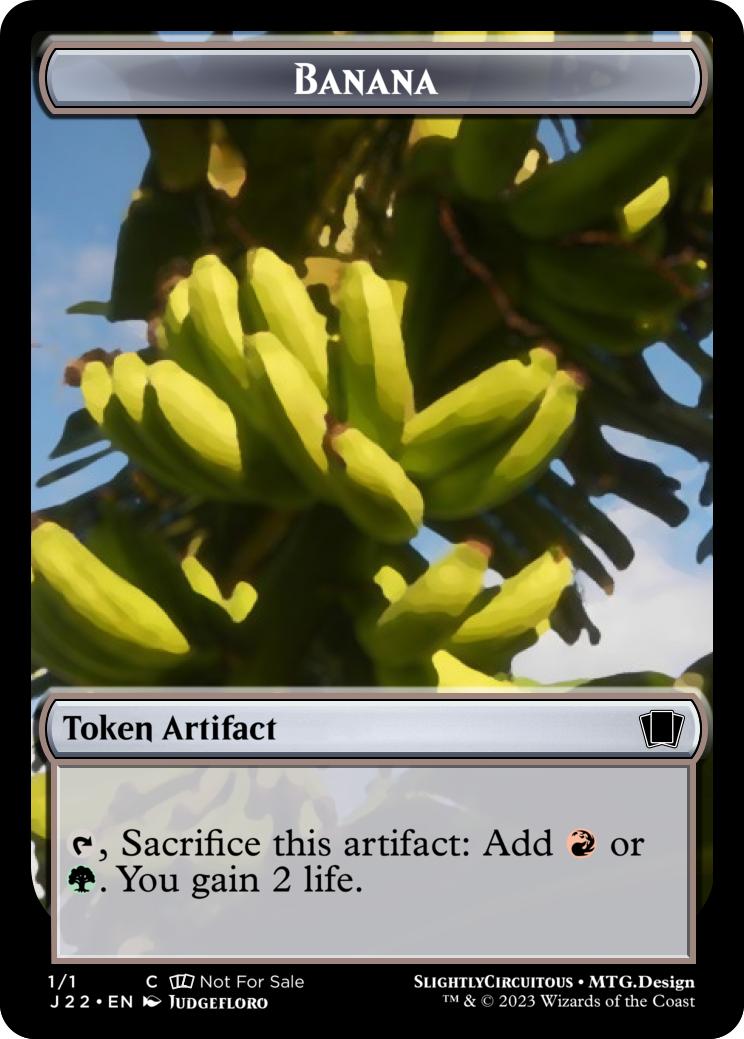 Banana
Token Artifact
, Sacrifice this artifact: Add or
. You gain 2 life.
1/1 C Not For Sale
J22 • EN Judgefloro
SlightlyCircuitous • MTG.Design
™ & © 2023 Wizards of the Coast